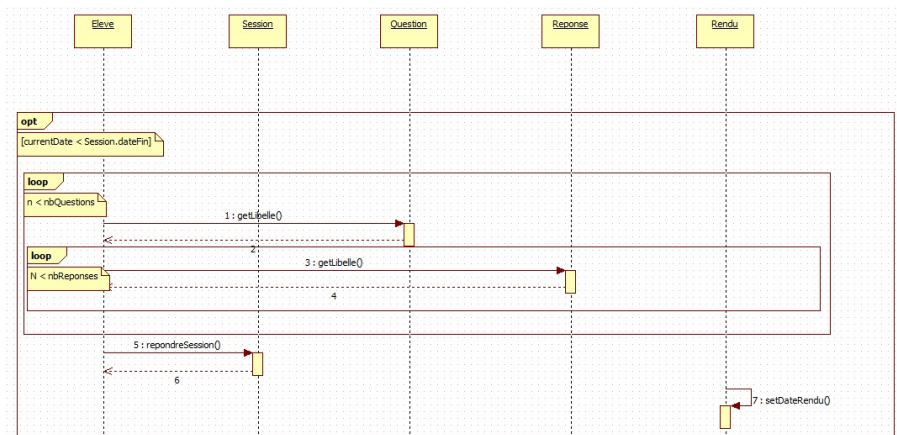 Eleve
Session
Question
Reponse
Rendu
opt
[currentDate < Session.dateFin]
loop
n < nbQuestions
1 : getLibelle()
2
loop
3 : getLibelle()
N < nbReponses
4
5 : repondreSession()
6
7 : setDateRendu()